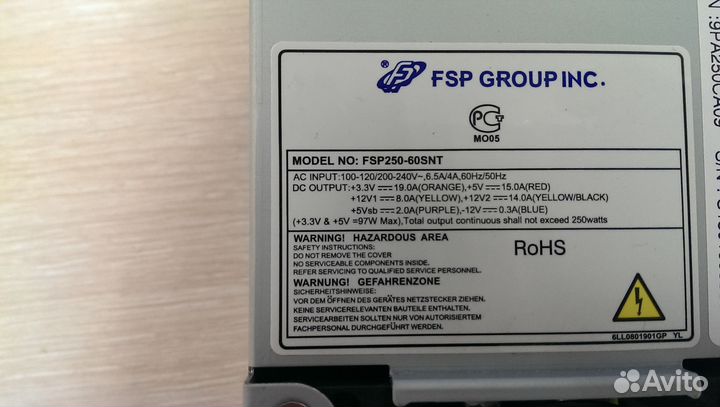 ® FSP GROUP INC.
PCT
MO05
MODEL NO: FSP250-60SNT
AC INPUT:100-120/200-240V~,6.5A/4A,60Hz/50Hz
DC OUTPUT:+3.3V ⎓ 19.0A(ORANGE),+5V ⎓ 15.0A(RED)
+12V1 ⎓ 8.0A(YELLOW),+12V2 ⎓ 14.0A(YELLOW/BLACK)
+5Vsb ⎓ 2.0A(PURPLE),-12V ⎓ 0.3A(BLUE)
(+3.3V & +5V =97W Max),Total output continuous shall not exceed 250watts
WARNING! HAZARDOUS AREA
SAFETY INSTRUCTIONS:
DO NOT REMOVE THE COVER
NO SERVICEABLE COMPONENTS INSIDE.
REFER SERVICING TO QUALIFIED SERVICE PERSONNEL.
RoHS
WARNUNG! GEFAHRENZONE
SICHERHEITSHINWEISE:
VOR DEM ÖFFNEN DES GERÄTES NETZSTECKER ZIEHEN.
KEINE SERVICERELEVANTEN BAUTEILE ENTHALTEN.
SERVICEARBEITEN SOLLTEN NUR VON AUTORISIERTEM
FACHPERSONAL DURCHGEFÜHRT WERDEN.
6LL0801901GP YL
N :9PA250CA09
Avito